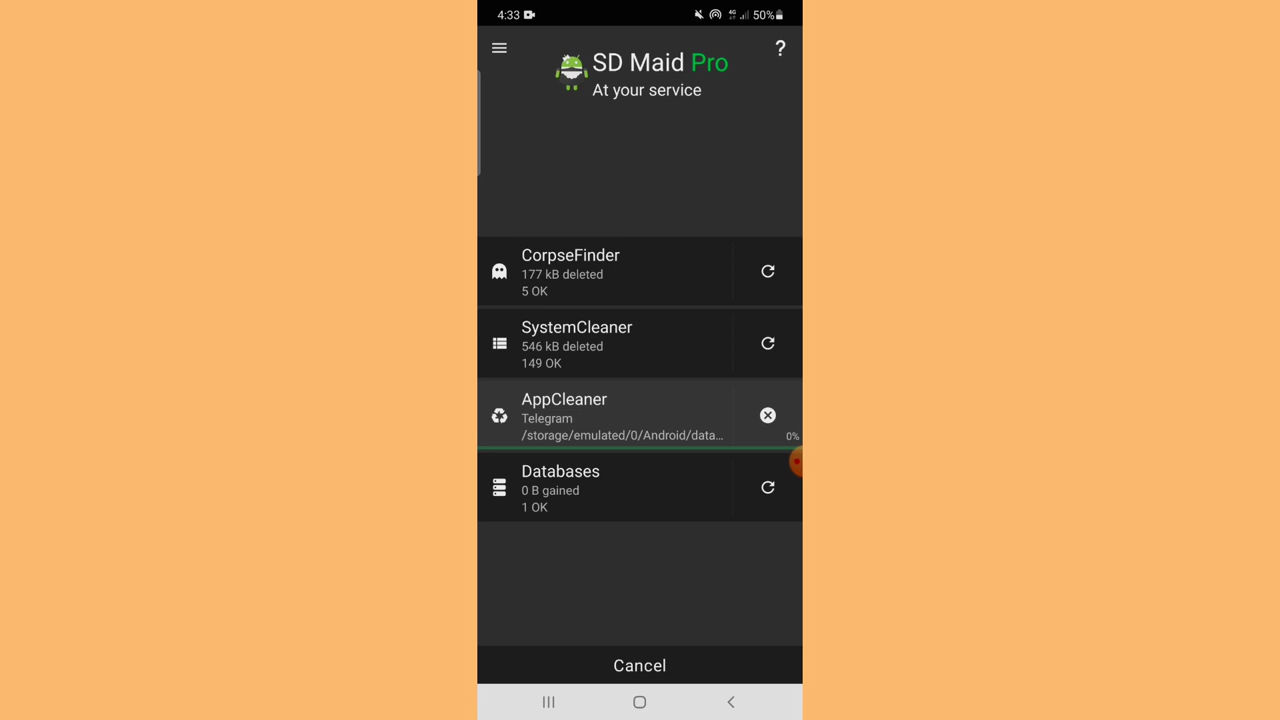 4:33
4G 50%
?
SD Maid Pro
At your service
CorpseFinder
177 kB deleted
5 OK
SystemCleaner
546 kB deleted
149 OK
AppCleaner
Telegram
/storage/emulated/0/Android/data...
0%
Databases
0 B gained
1 OK
Cancel